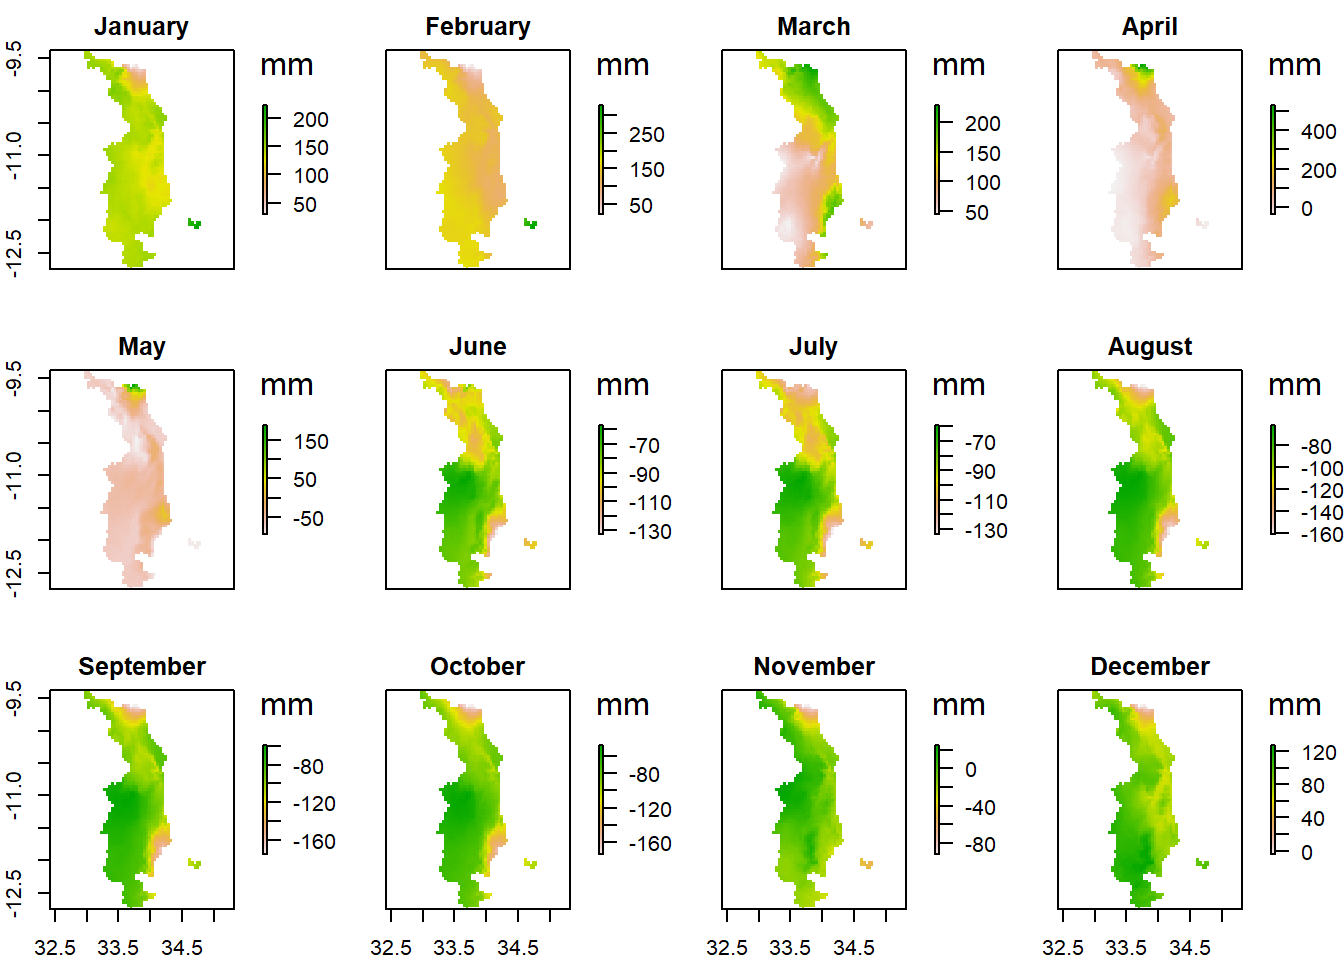 January
mm
200
150
100
50
-9.5
-11.0
-12.5
February
mm
250
150
50
March
mm
200
150
100
50
April
mm
400
200
0
May
mm
150
50
-50
-9.5
-11.0
-12.5
June
mm
-70
-90
-110
-130
July
mm
-70
-90
-110
-130
August
mm
-80
-100
-120
-140
-160
September
mm
-80
-120
-160
-9.5
-11.0
-12.5
32.5 33.5 34.5
October
mm
-80
-120
-160
32.5 33.5 34.5
November
mm
0
-40
-80
32.5 33.5 34.5
December
mm
120
80
40
0
32.5 33.5 34.5